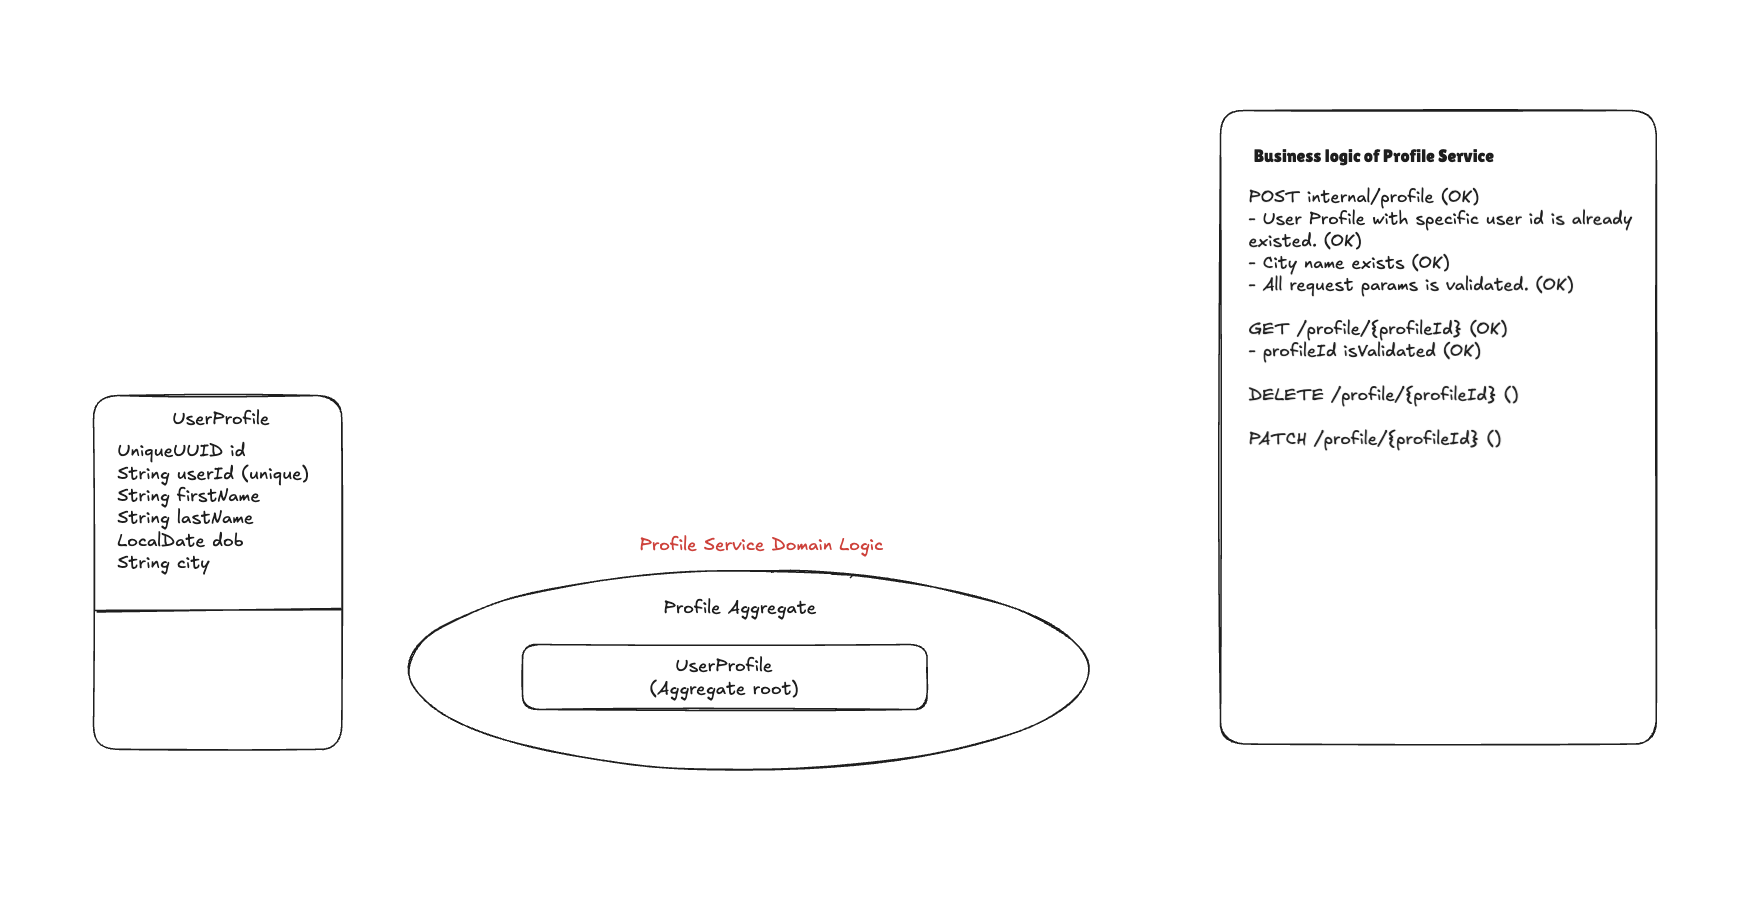 UserProfile
UniqueUUID id
String userId (unique)
String firstName
String lastName
LocalDate dob
String city
Profile Service Domain Logic
Profile Aggregate
UserProfile
(Aggregate root)
Business logic of Profile Service
POST internal/profile (OK)
- User Profile with specific user id is already
existed. (OK)
- City name exists (OK)
- All request params is validated. (OK)
GET /profile/{profileId} (OK)
- profileId isValidated (OK)
DELETE /profile/{profileId} ()
PATCH /profile/{profileId} ()